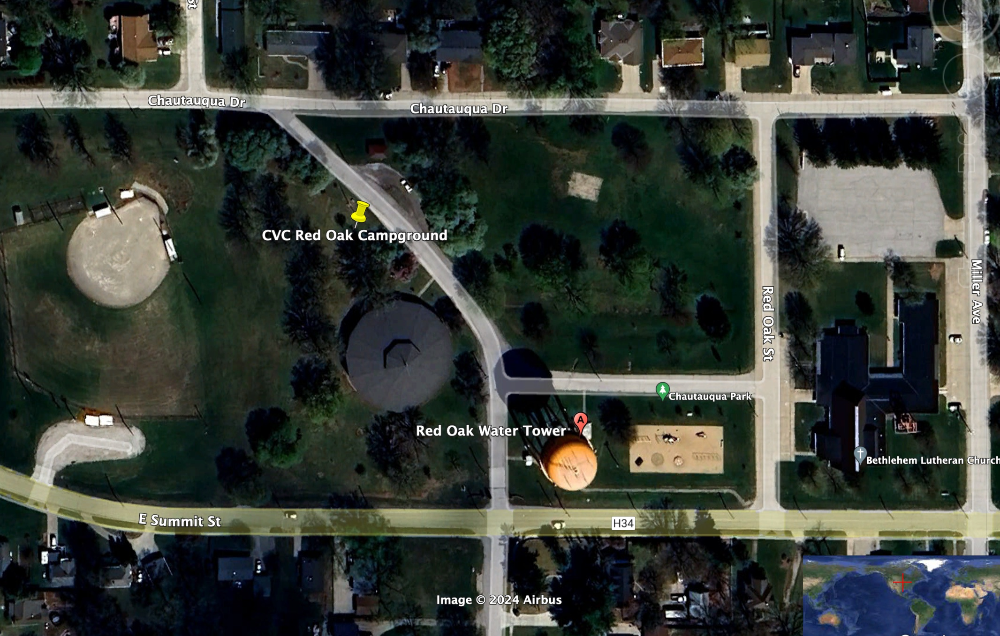 St
Chautauqua Dr
Chautauqua Dr
CVC Red Oak Campground
Red Oak St
Miller Ave
Chautauqua Park
A
Red Oak Water Tower
Bethlehem Lutheran Church
E Summit St
H34
Image © 2024 Airbus